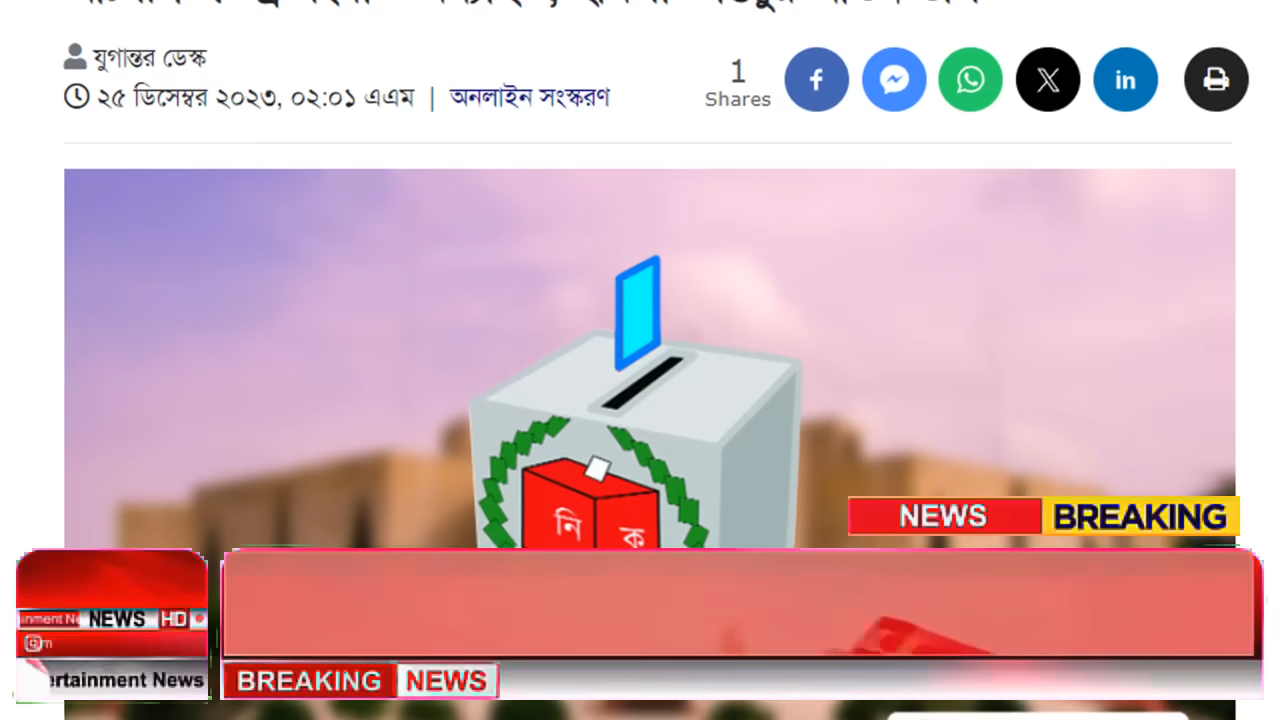 যুগান্তর ডেস্ক
২৫ ডিসেম্বর ২০২৩, ০২:০১ এএম | অনলাইন সংস্করণ
1
Shares
f
X
in
নি ক
NEWS BREAKING
NEWS HD
ertainment News
BREAKING NEWS